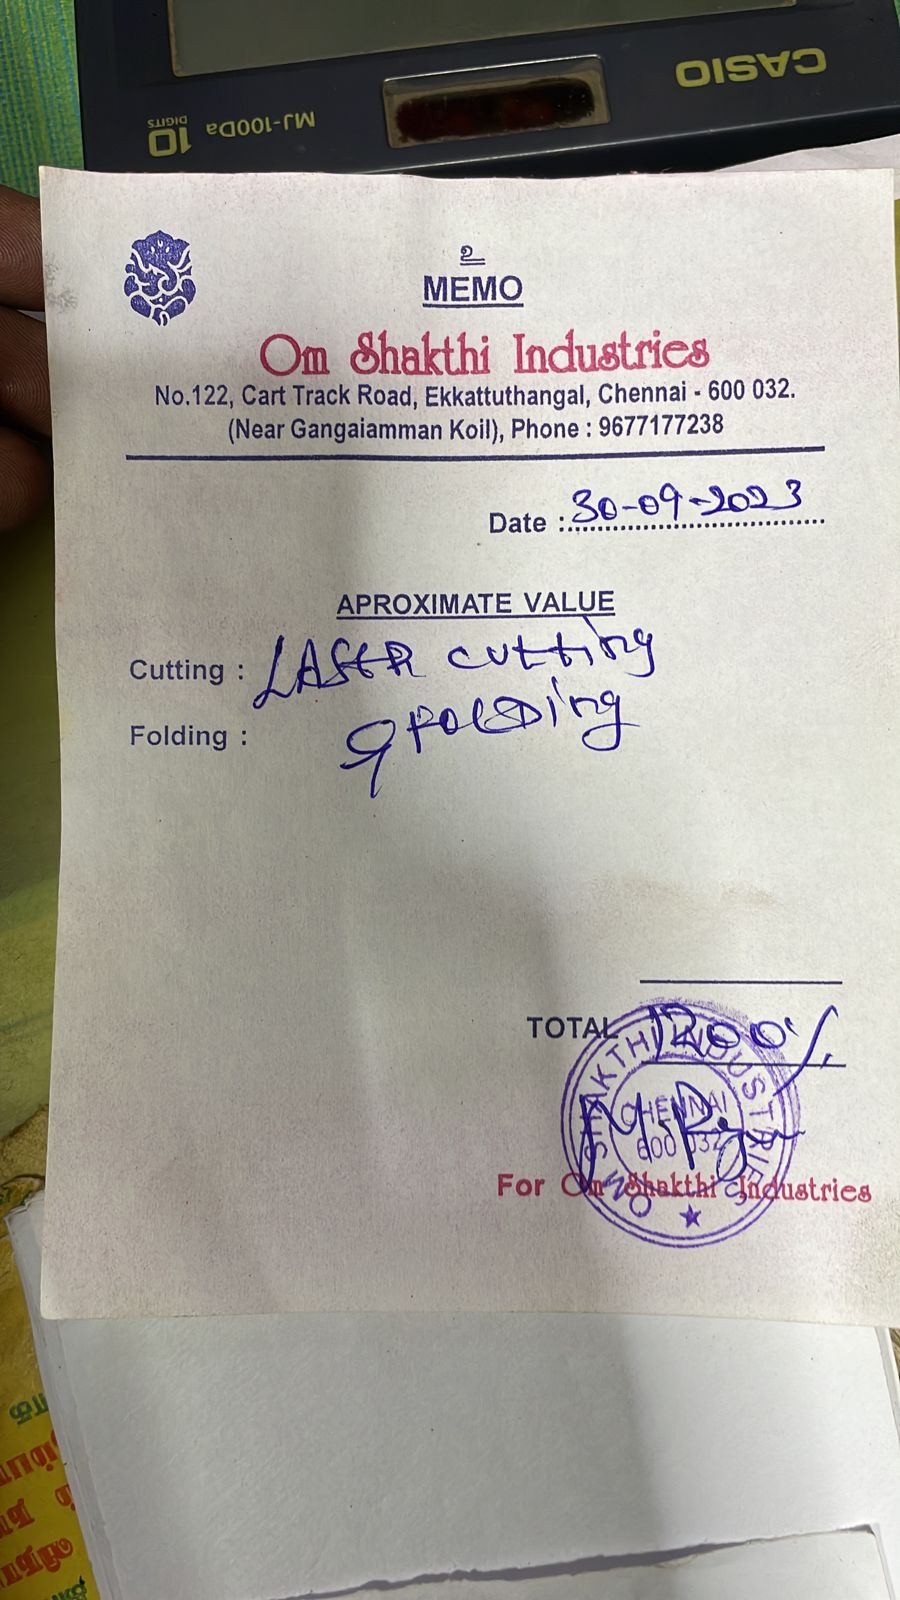 CASIO
MJ-100Da
10 DIGITS
உ
MEMO
Om Shakthi Industries
No.122, Cart Track Road, Ekkattuthangal, Chennai - 600 032.
(Near Gangaiamman Koil), Phone : 9677177238
Date : 30-09-2023
APROXIMATE VALUE
Cutting : LASER cutting
Folding : & FOLDing
TOTAL 1200/.
OM SHAKTHI INDUSTRIES
CHENNAI
600 032
For Om Shakthi Industries